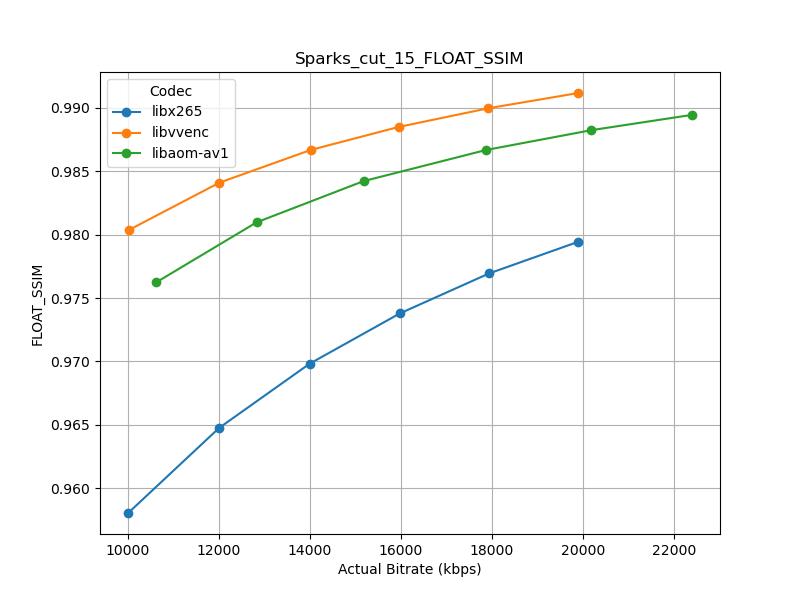 Sparks_cut_15_FLOAT_SSIM
Codec
libx265
libvvenc
libaom-av1
0.990
0.985
0.980
0.975
0.970
0.965
0.960
FLOAT_SSIM
10000 12000 14000 16000 18000 20000 22000
Actual Bitrate (kbps)